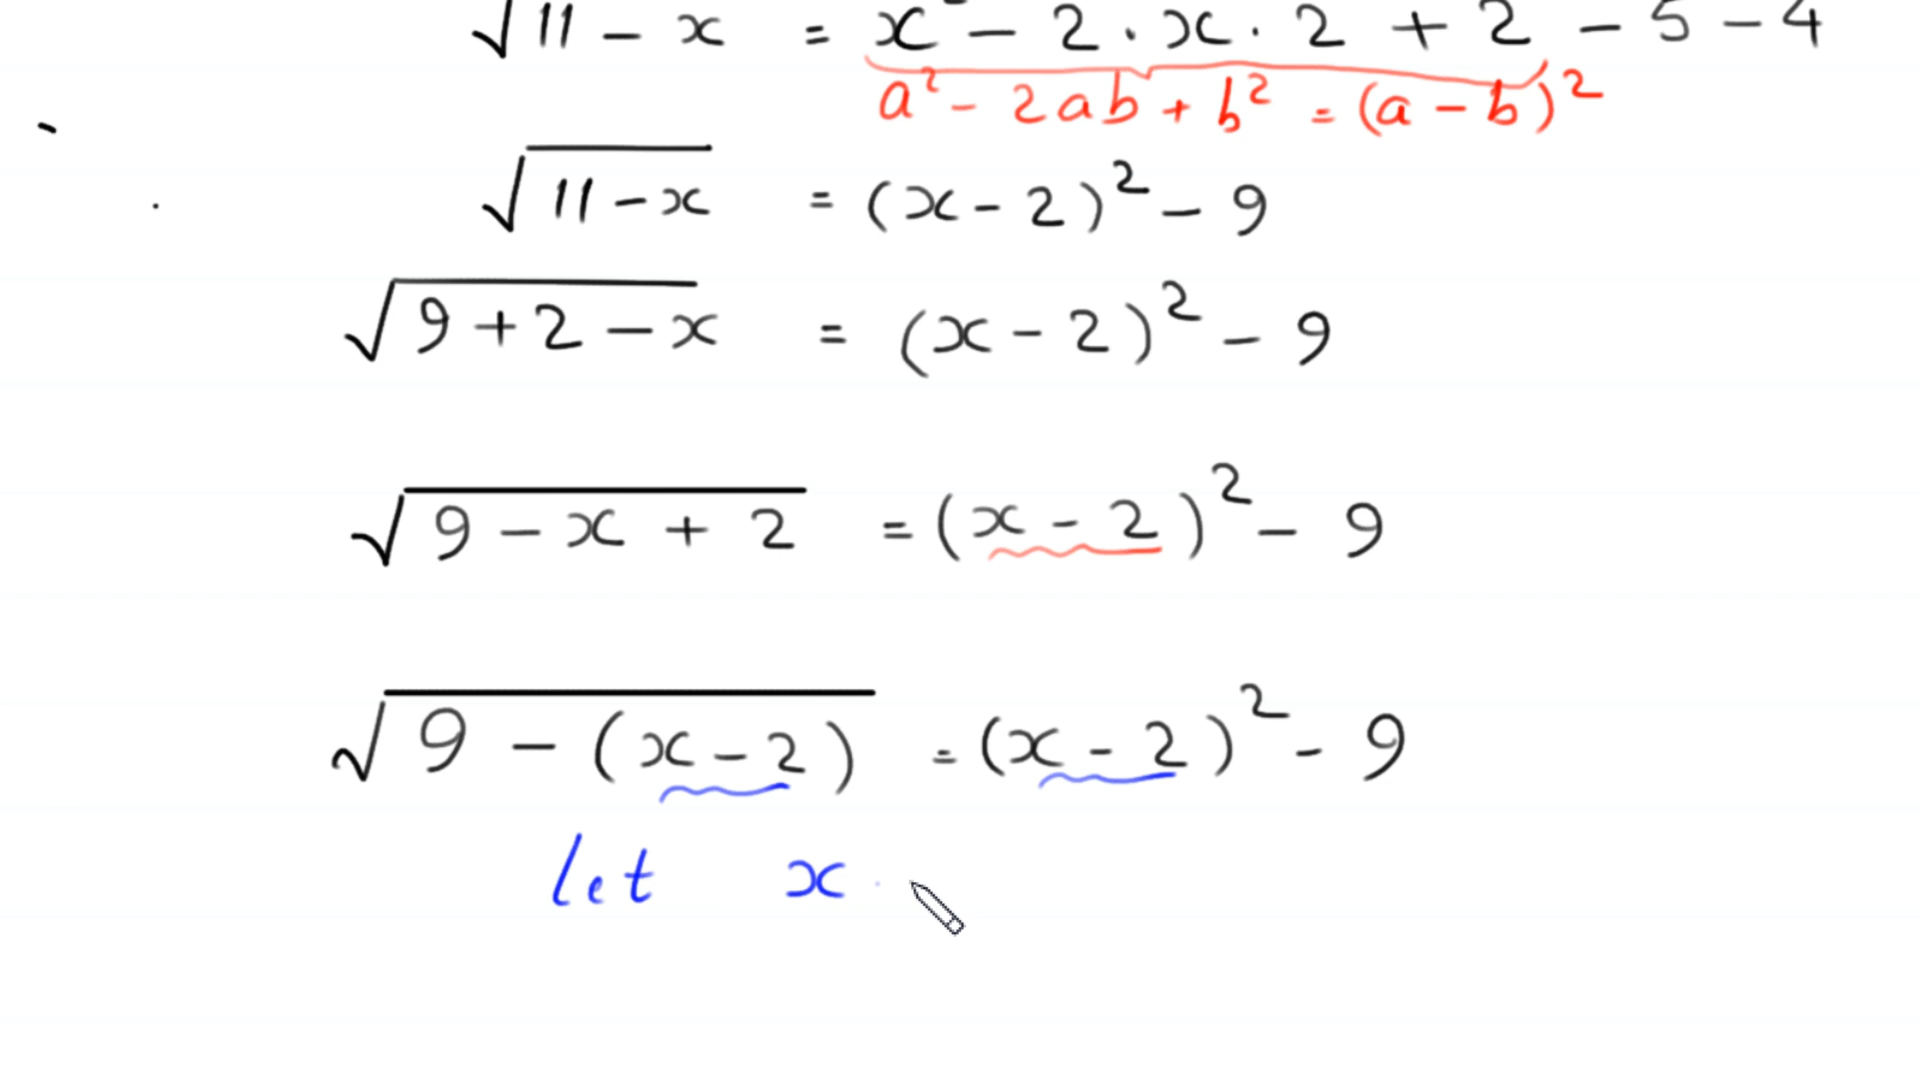 √11 - x = x² - 2 · x · 2 + 2 - 5 - 4
a² - 2ab + b² = (a - b)²
√11 - x = (x - 2)² - 9
√9 + 2 - x = (x - 2)² - 9
√9 - x + 2 = (x - 2)² - 9
√9 - (x - 2) = (x - 2)² - 9
let x